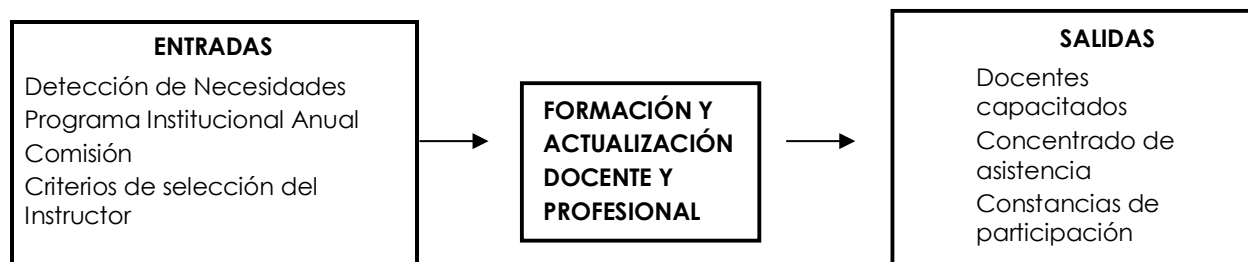 ENTRADAS
Detección de Necesidades
Programa Institucional Anual
Comisión
Criterios de selección del
Instructor
FORMACIÓN Y
ACTUALIZACIÓN
DOCENTE Y
PROFESIONAL
SALIDAS
Docentes
capacitados
Concentrado de
asistencia
Constancias de
participación